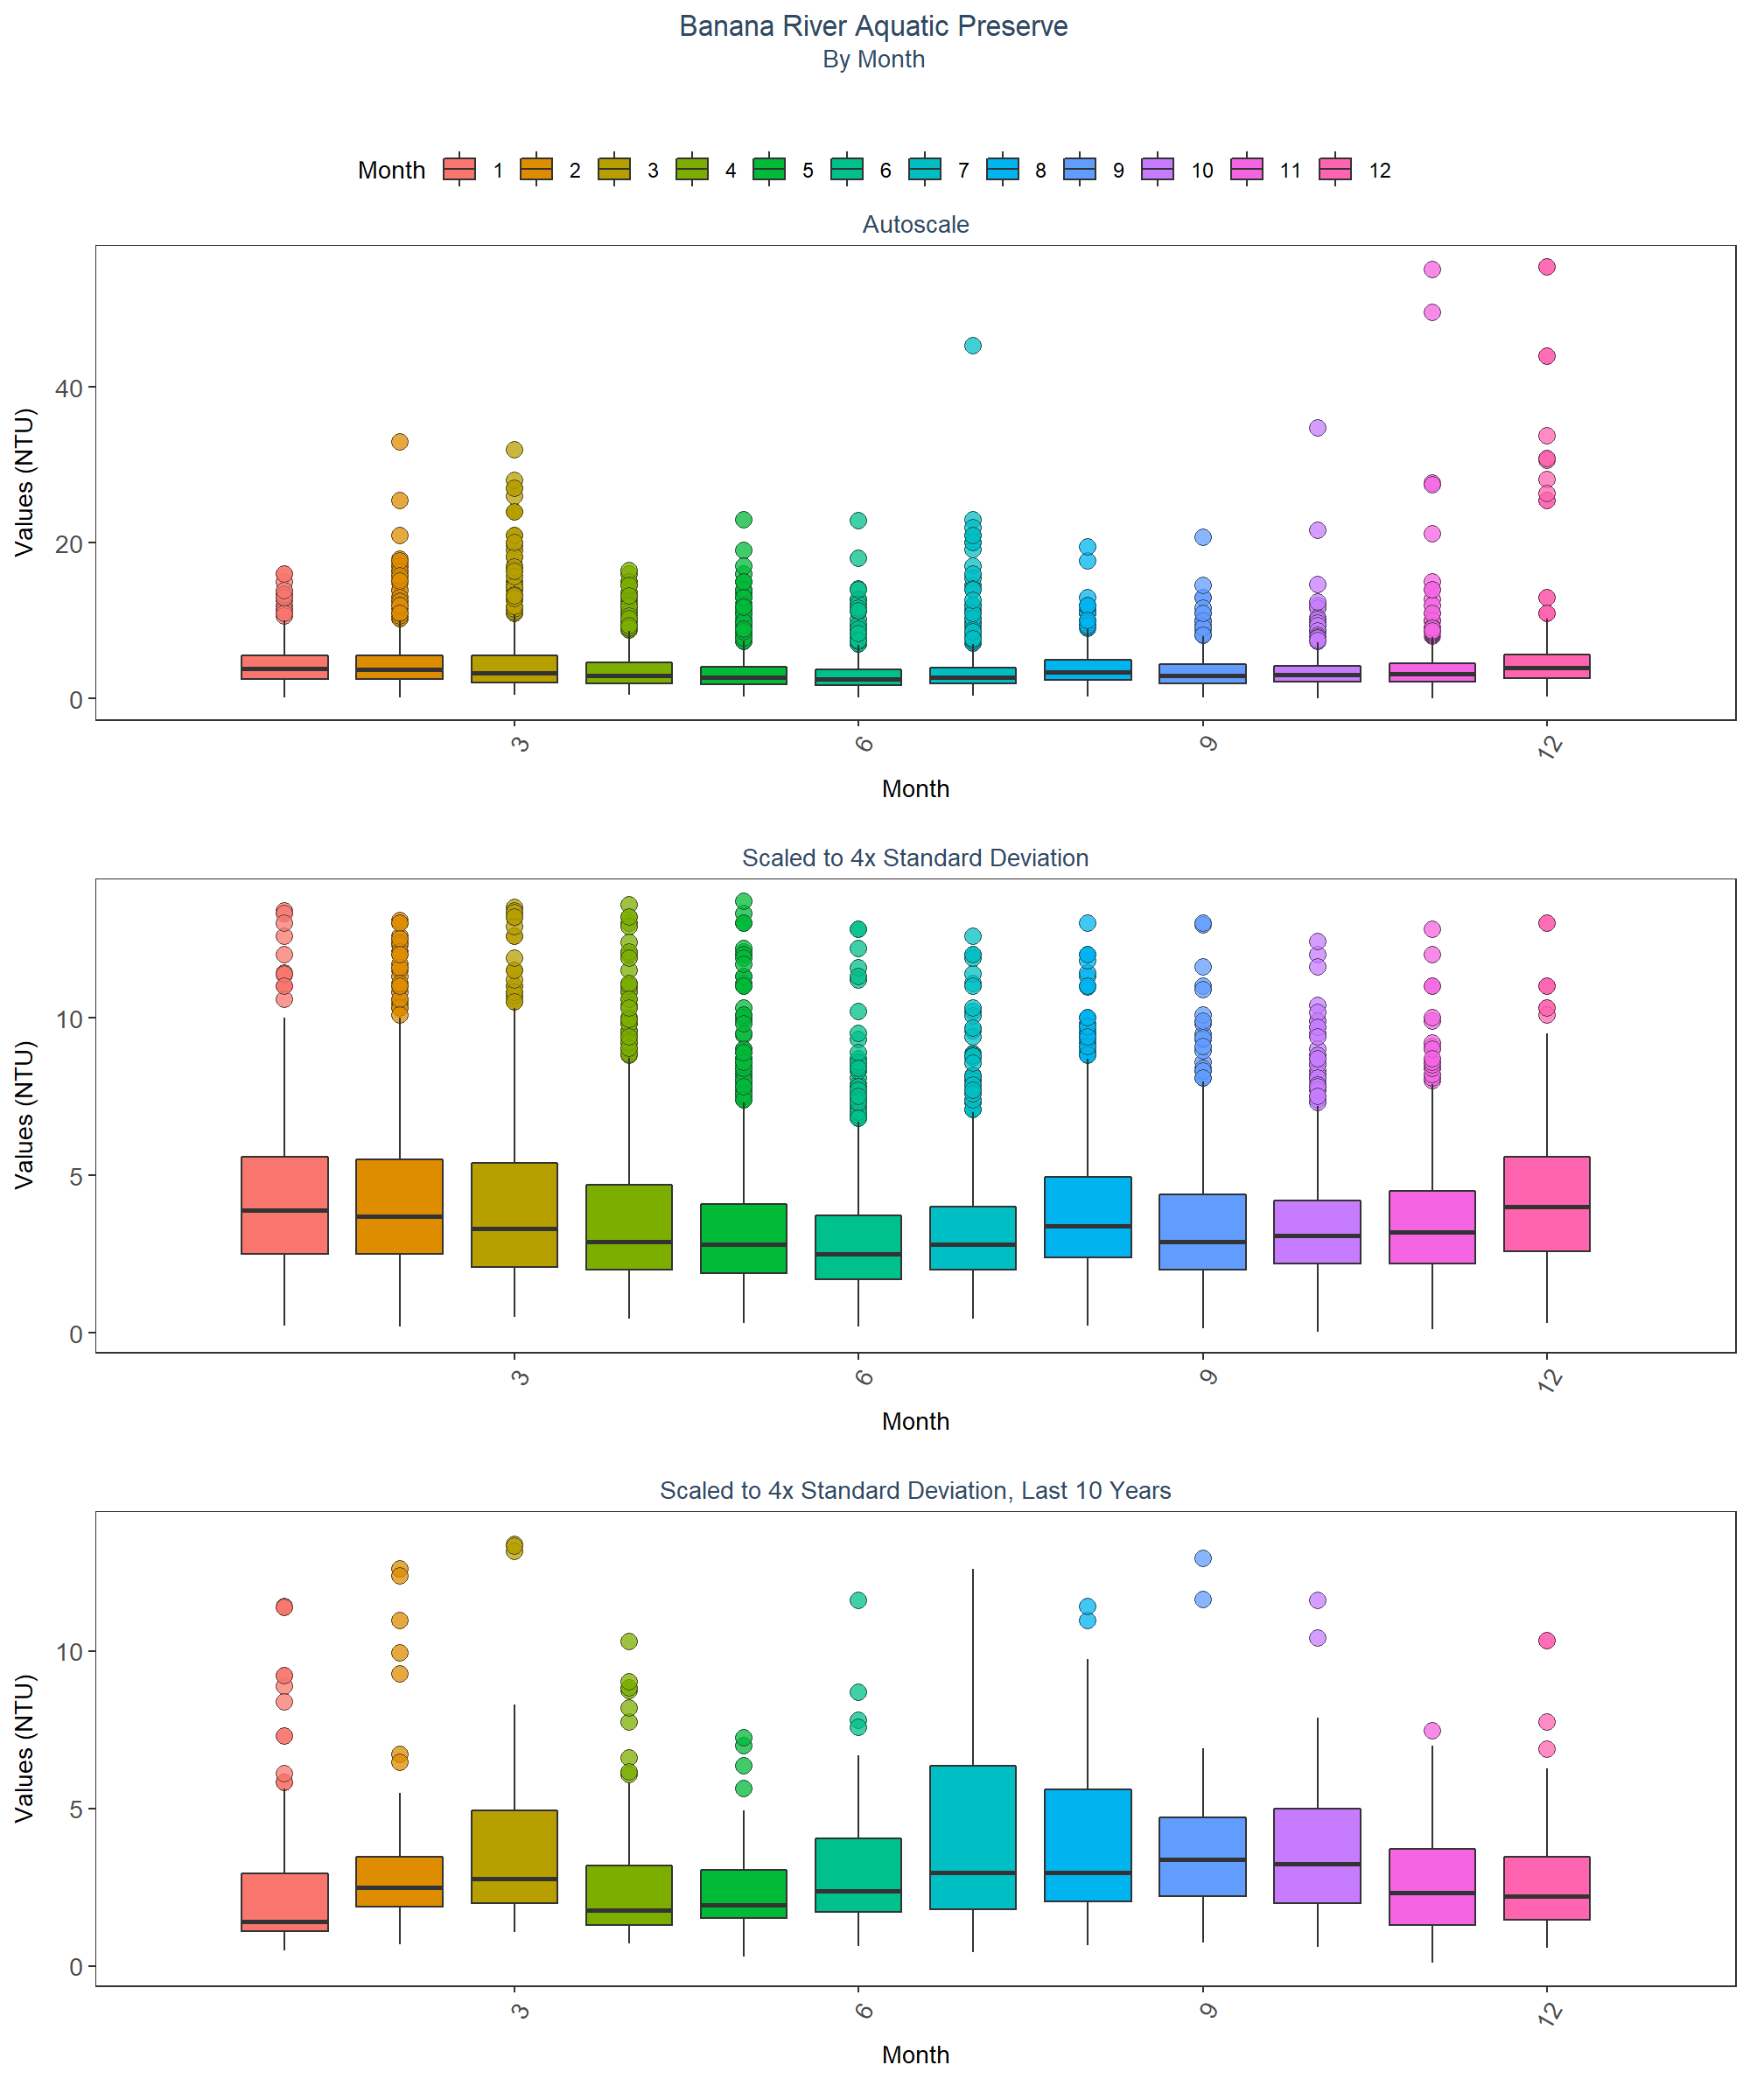 Banana River Aquatic Preserve
By Month
Month 1 2 3 4 5 6 7 8 9 10 11 12
Autoscale
Values (NTU)
40
20
0
3 6 9 12
Month
Scaled to 4x Standard Deviation
Values (NTU)
10
5
0
3 6 9 12
Month
Scaled to 4x Standard Deviation, Last 10 Years
Values (NTU)
10
5
0
3 6 9 12
Month